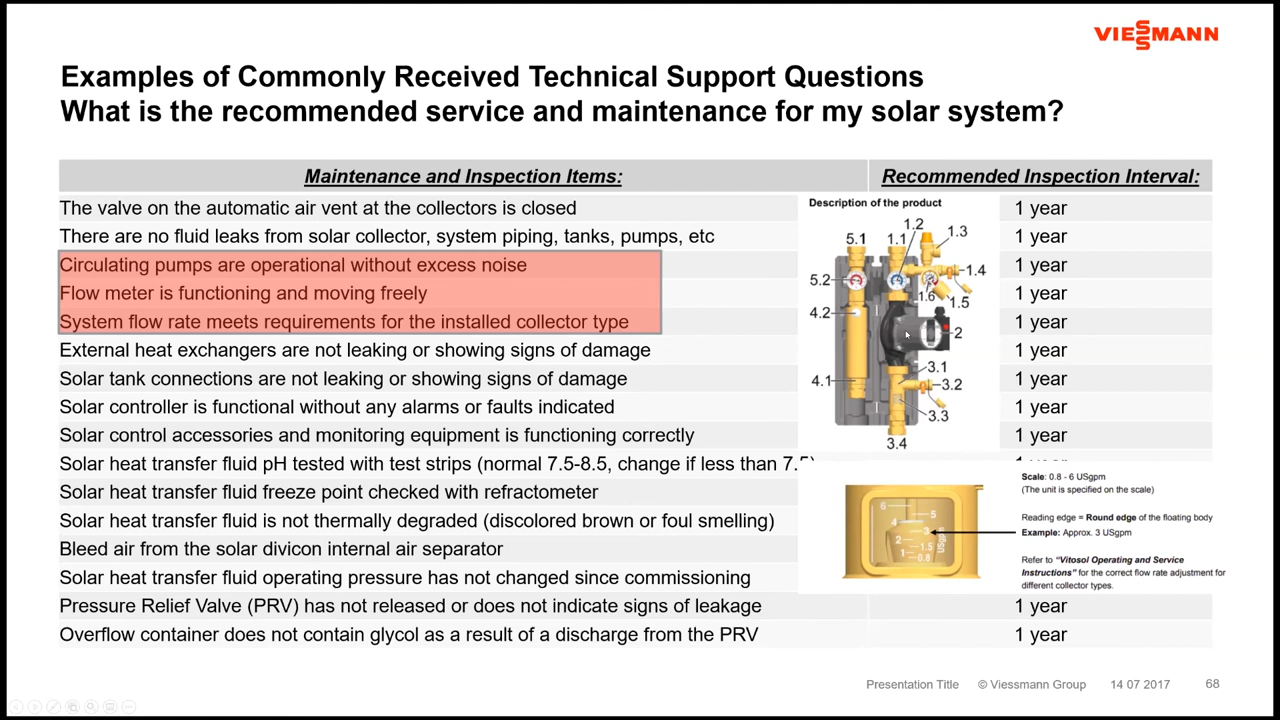 VIESSMANN
Examples of Commonly Received Technical Support Questions
What is the recommended service and maintenance for my solar system?
Maintenance and Inspection Items: Recommended Inspection Interval:
The valve on the automatic air vent at the collectors is closed 1 year
There are no fluid leaks from solar collector, system piping, tanks, pumps, etc 1 year
Circulating pumps are operational without excess noise 1 year
Flow meter is functioning and moving freely 1 year
System flow rate meets requirements for the installed collector type 1 year
External heat exchangers are not leaking or showing signs of damage 1 year
Solar tank connections are not leaking or showing signs of damage 1 year
Solar controller is functional without any alarms or faults indicated 1 year
Solar control accessories and monitoring equipment is functioning correctly 1 year
Solar heat transfer fluid pH tested with test strips (normal 7.5-8.5, change if less than 7.5)
Solar heat transfer fluid freeze point checked with refractometer
Solar heat transfer fluid is not thermally degraded (discolored brown or foul smelling)
Bleed air from the solar divicon internal air separator
Solar heat transfer fluid operating pressure has not changed since commissioning
Pressure Relief Valve (PRV) has not released or does not indicate signs of leakage 1 year
Overflow container does not contain glycol as a result of a discharge from the PRV 1 year
Description of the product
1.2
5.1 1.1 1.3
5.2 1.4
1.6 1.5
4.2 2
3.1
4.1 3.2
3.3
3.4
6
5
4
3
2
1.5
1
0.8
USgpm
Scale: 0.8 - 6 USgpm
(The unit is specified on the scale)
Reading edge = Round edge of the floating body
Example: Approx. 3 USgpm
Refer to "Vitosol Operating and Service
Instructions" for the correct flow rate adjustment for
different collector types.
Presentation Title © Viessmann Group 14 07 2017 68